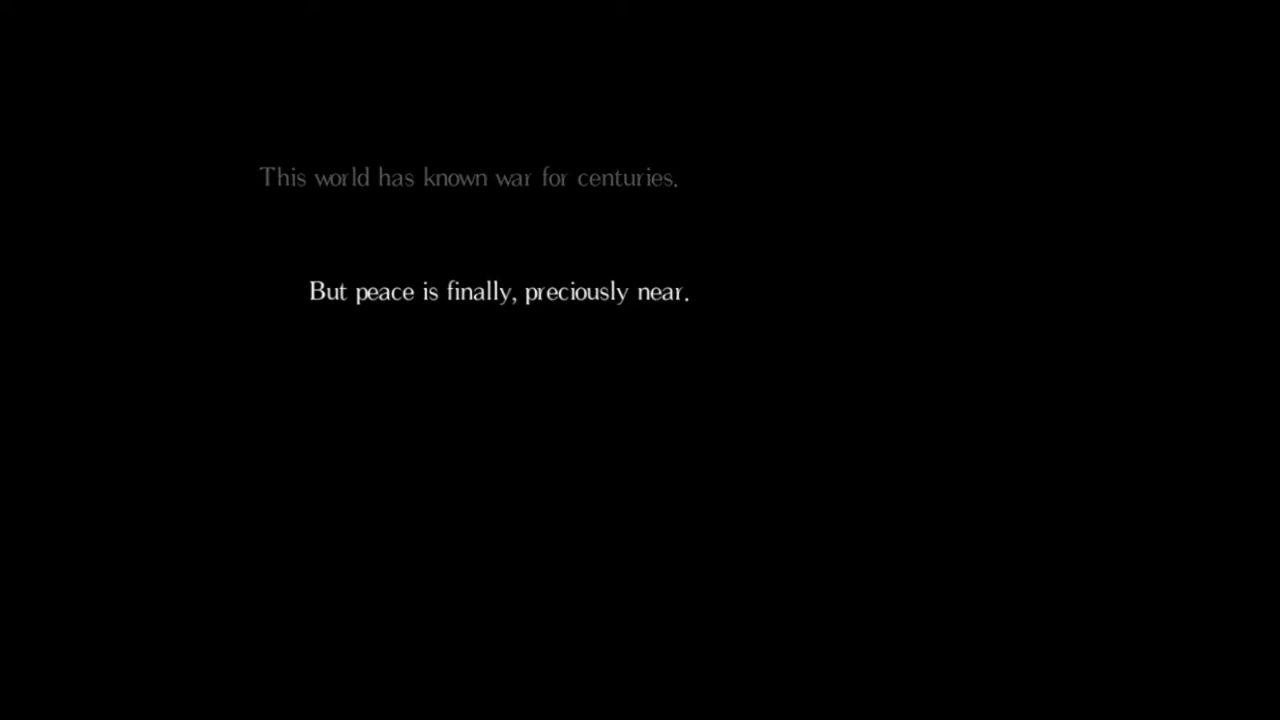 This world has known war for centuries.
But peace is finally, preciously near.